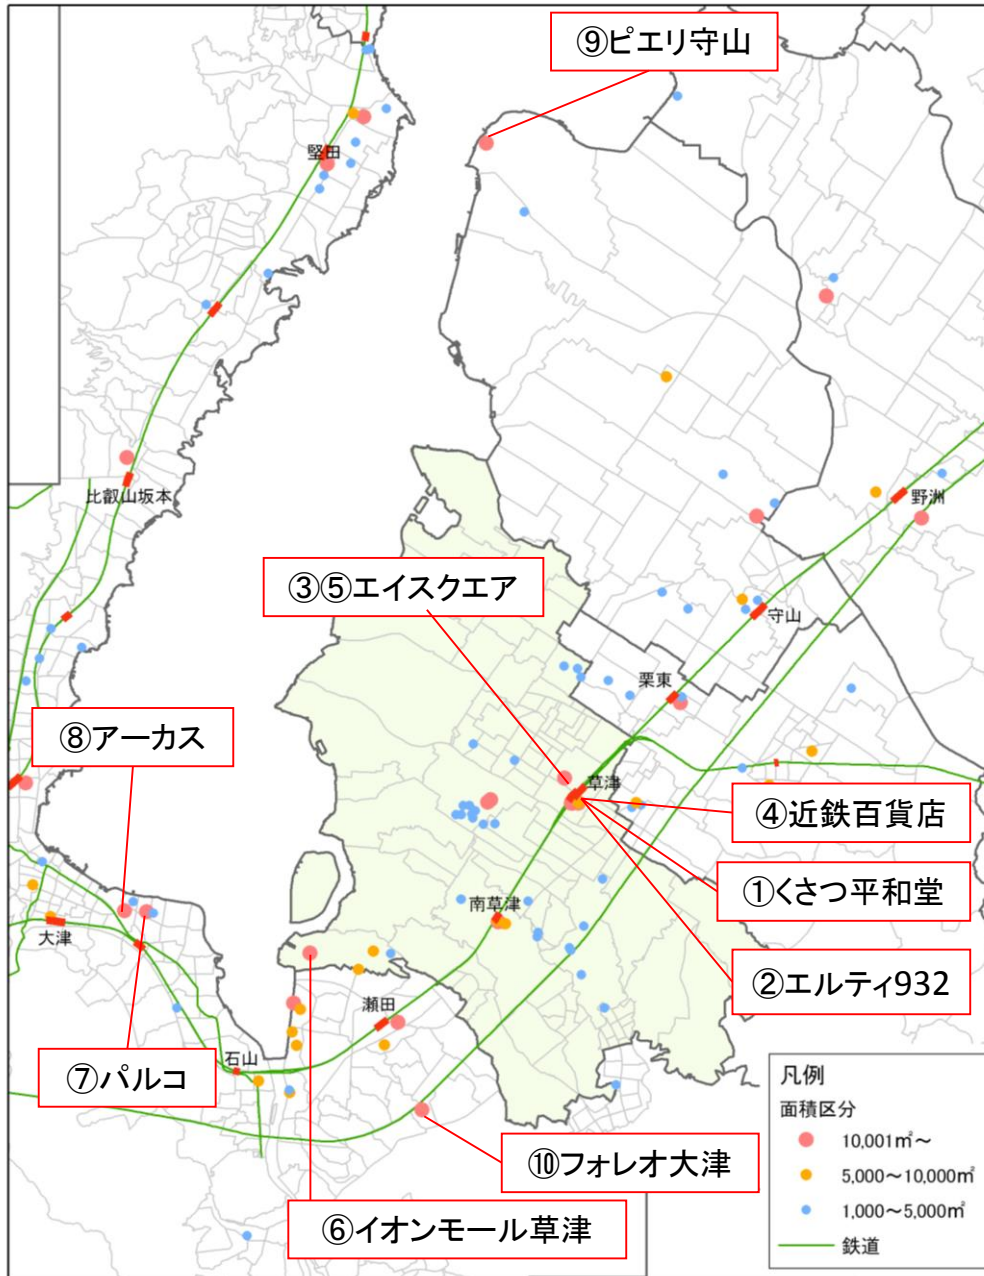 ⑨ピエリ守山
堅田
比叡山坂本
野洲
③⑤エイスクエア
守山
栗東
⑧アーカス
草津
④近鉄百貨店
①くさつ平和堂
南草津
大津
②エルティ932
瀬田
石山
⑦パルコ
⑩フォレオ大津
⑥イオンモール草津
凡例
面積区分
10,001㎡～
5,000～10,000㎡
1,000～5,000㎡
鉄道